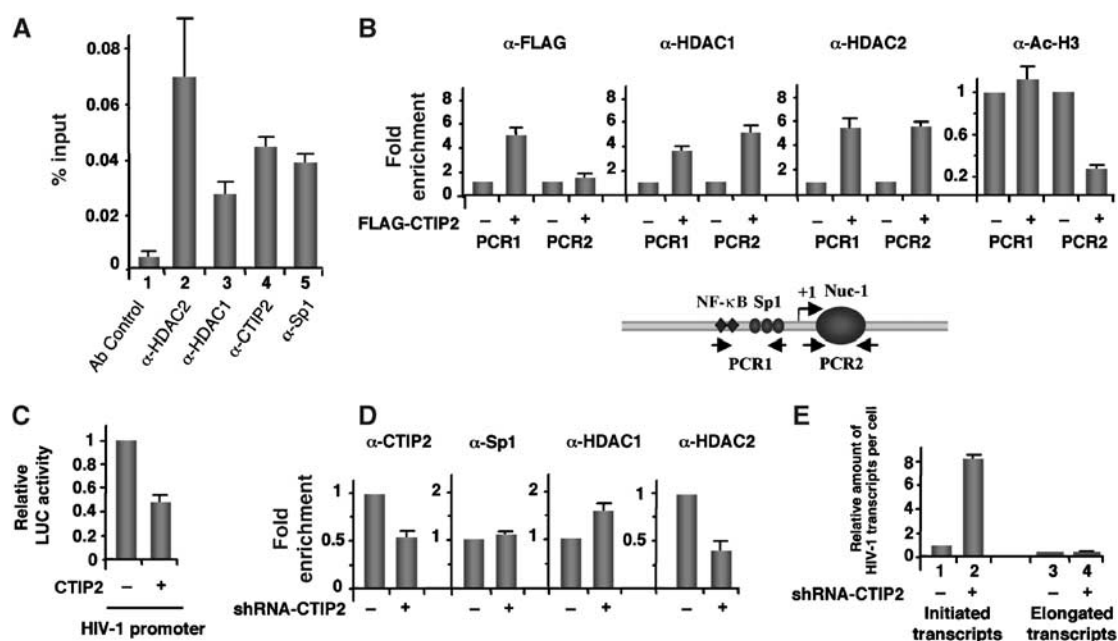 A
% input
0.08
0.06
0.04
0.02
0
1 2 3 4 5
Ab Control
α-HDAC2
α-HDAC1
α-CTIP2
α-Sp1
B
α-FLAG α-HDAC1 α-HDAC2 α-Ac-H3
Fold enrichment
8 8 8 1
6 6 6 0.6
4 4 4 0.2
2 2 2
FLAG-CTIP2 – + – + – + – + – + – + – + – +
PCR1 PCR2 PCR1 PCR2 PCR1 PCR2 PCR1 PCR2
NF-κB Sp1 +1 Nuc-1
PCR1 PCR2
C
Relative LUC activity
1
0.8
0.6
0.4
0.2
0
CTIP2 – +
HIV-1 promoter
D
α-CTIP2 α-Sp1 α-HDAC1 α-HDAC2
Fold enrichment
1 2 2 1
0.5 1 1 0.5
0
shRNA-CTIP2 – + – + – + – +
E
Relative amount of
HIV-1 transcripts per cell
8
6
4
2
0
1 2 3 4
shRNA-CTIP2 – + – +
Initiated transcripts
Elongated transcripts